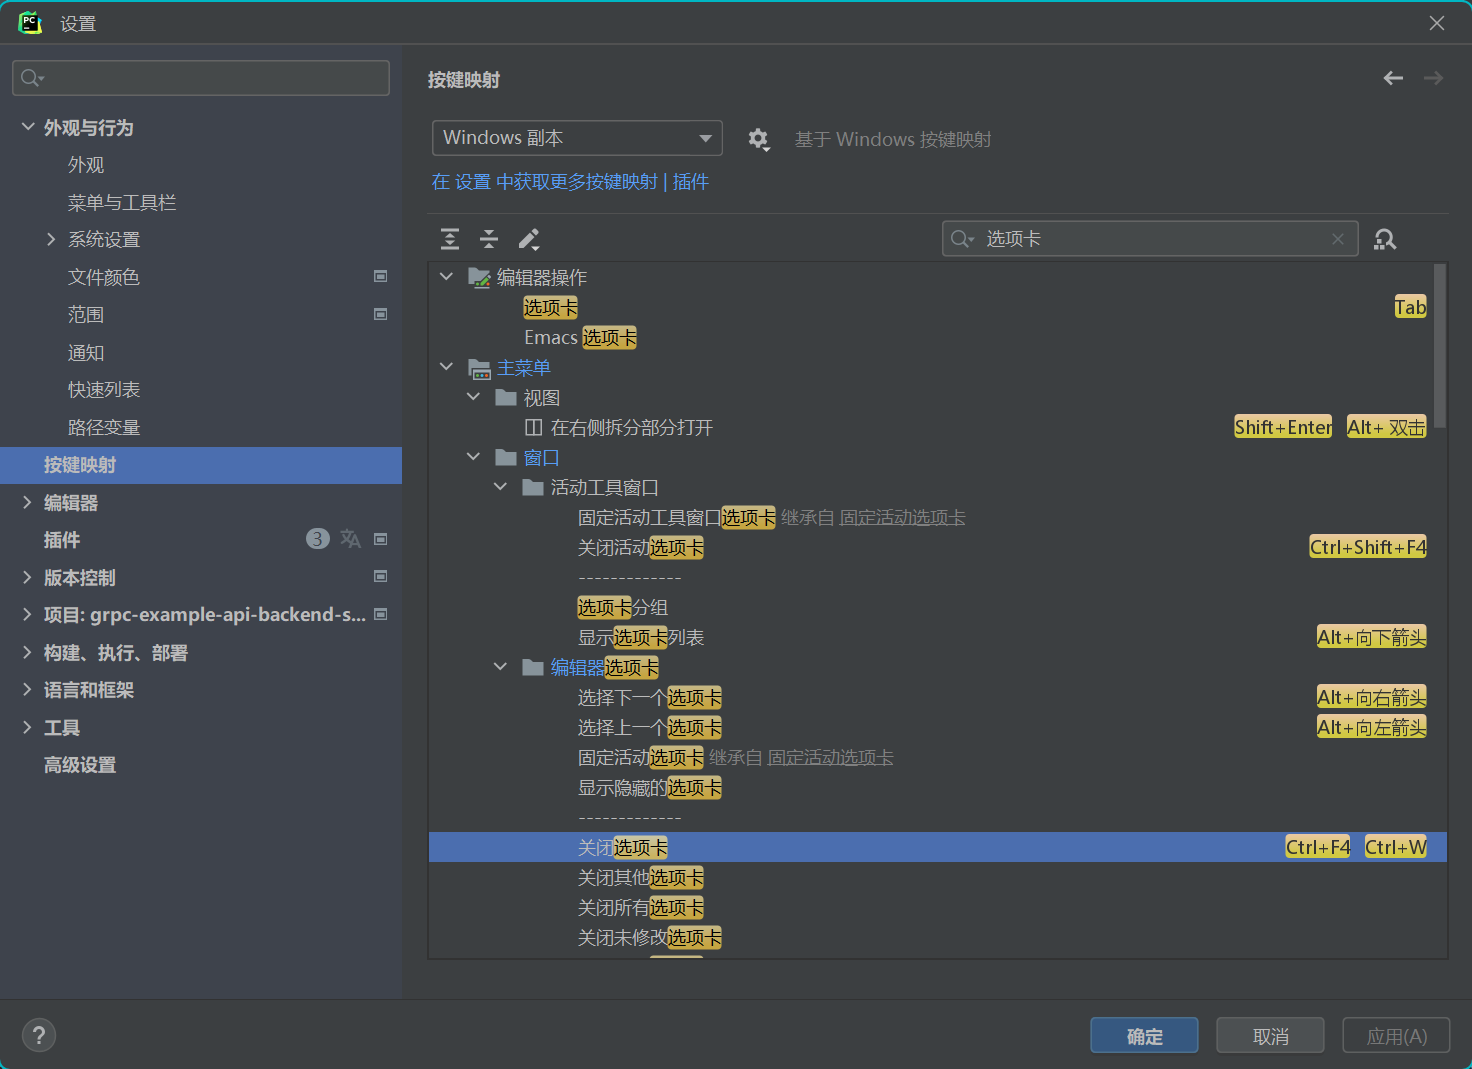 设置
外观与行为
外观
菜单与工具栏
系统设置
文件颜色
范围
通知
快速列表
路径变量
按键映射
编辑器
插件 3
版本控制
项目: grpc-example-api-backend-s...
构建、执行、部署
语言和框架
工具
高级设置
按键映射
Windows 副本
基于 Windows 按键映射
在 设置 中获取更多按键映射 | 插件
选项卡
编辑器操作
选项卡 Tab
Emacs 选项卡
主菜单
视图
在右侧拆分部分打开 Shift+Enter Alt+ 双击
窗口
活动工具窗口
固定活动工具窗口选项卡 继承自 固定活动选项卡
关闭活动选项卡 Ctrl+Shift+F4
-------------
选项卡分组
显示选项卡列表 Alt+向下箭头
编辑器选项卡
选择下一个选项卡 Alt+向右箭头
选择上一个选项卡 Alt+向左箭头
固定活动选项卡 继承自 固定活动选项卡
显示隐藏的选项卡
-------------
关闭选项卡 Ctrl+F4 Ctrl+W
关闭其他选项卡
关闭所有选项卡
关闭未修改选项卡
?
确定
取消
应用(A)